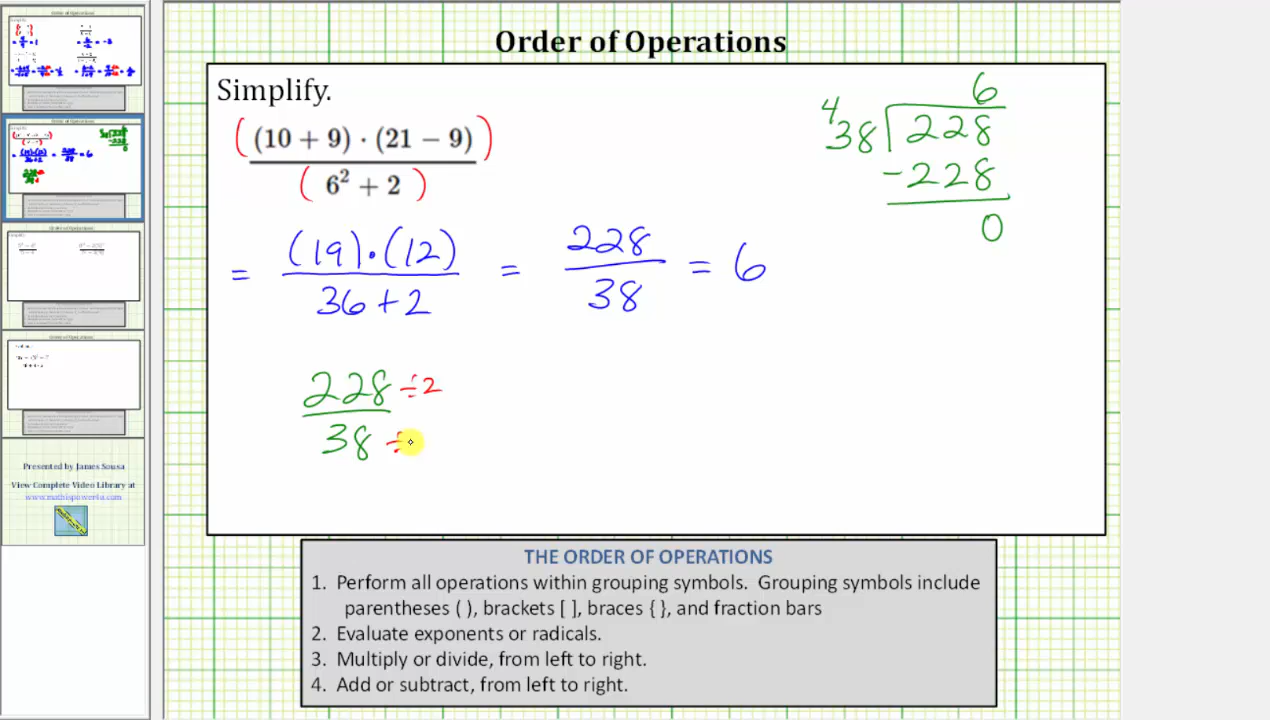 Order of Operations
Simplify.
( (10 + 9) · (21 − 9) )
( 6² + 2 )
= (19)·(12) / 36 + 2 = 228 / 38 = 6
6
4
38 228
- 228
0
228 ÷2
38 ÷
THE ORDER OF OPERATIONS
1. Perform all operations within grouping symbols. Grouping symbols include
parentheses ( ), brackets [ ], braces { }, and fraction bars
2. Evaluate exponents or radicals.
3. Multiply or divide, from left to right.
4. Add or subtract, from left to right.
Presented by James Sousa
View Complete Video Library at
www.mathispower4u.com